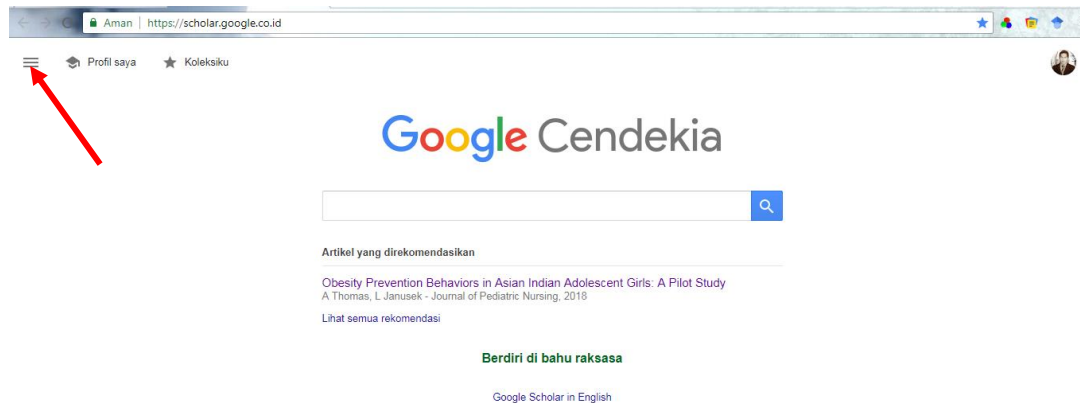 Aman | https://scholar.google.co.id
Profil saya Koleksiku
Google Cendekia
Artikel yang direkomendasikan
Obesity Prevention Behaviors in Asian Indian Adolescent Girls: A Pilot Study
A Thomas, L Janusek - Journal of Pediatric Nursing, 2018
Lihat semua rekomendasi
Berdiri di bahu raksasa
Google Scholar in English